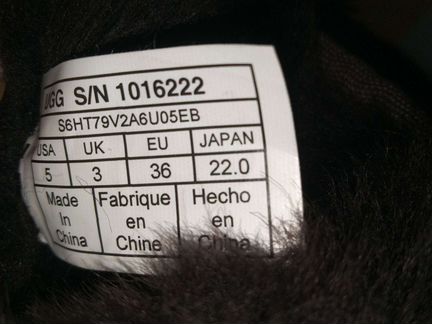 UGG S/N 1016222
S6HT79V2A6U05EB
USA UK EU JAPAN
5 3 36 22.0
Made Fabrique Hecho
In en en
China Chine China